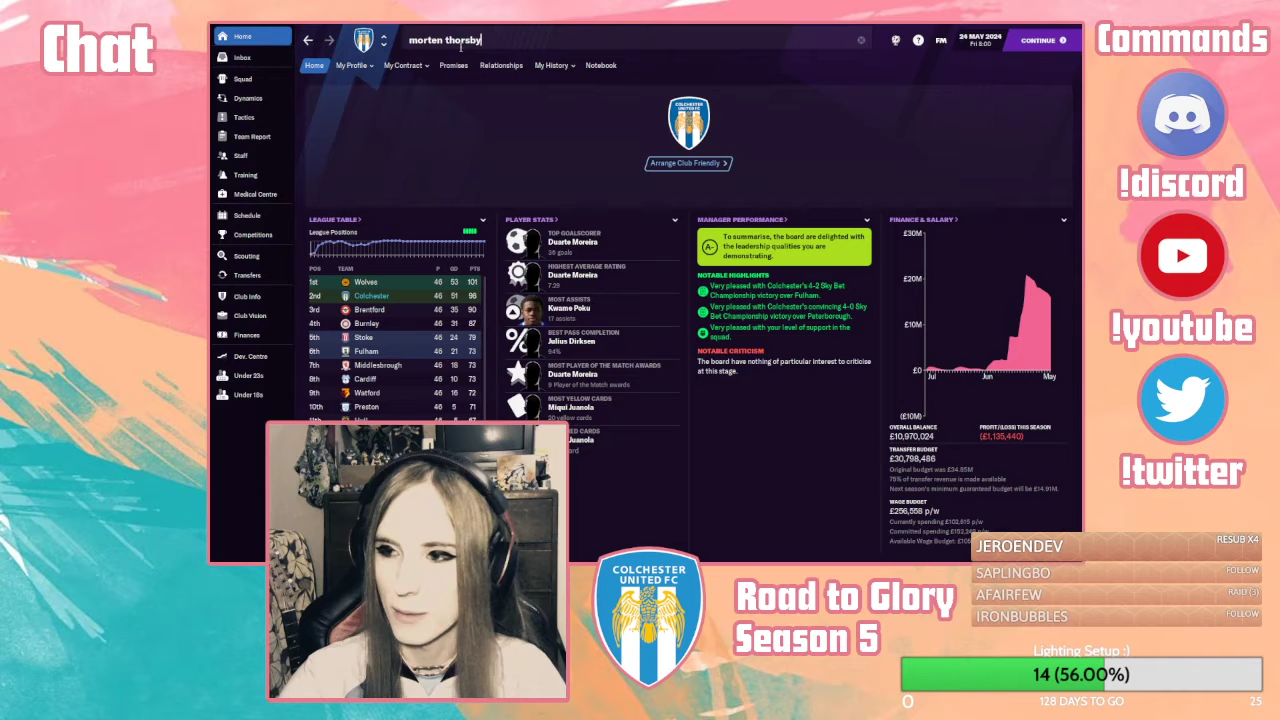 Chat
Commands
!discord
!youtube
!twitter
morten thorsby
24 MAY 2024
Fri 8:00
FM
CONTINUE
Home
Inbox
Squad
Dynamics
Tactics
Team Report
Staff
Training
Medical Centre
Schedule
Competitions
Scouting
Transfers
Club Info
Club Vision
Finances
Dev. Centre
Under 23s
Under 18s
Home My Profile My Contract Promises Relationships My History Notebook
COLCHESTER
UNITED FC
Arrange Club Friendly >
LEAGUE TABLE >
League Positions
POS TEAM P GD PTS
1st Wolves 46 53 101
2nd Colchester 46 51 96
3rd Brentford 46 35 90
4th Burnley 46 31 87
5th Stoke 46 24 79
6th Fulham 46 21 73
7th Middlesbrough 46 18 73
8th Cardiff 46 10 73
9th Watford 46 16 72
10th Preston 46 5 71
PLAYER STATS >
TOP GOALSCORER
Duarte Moreira
36 goals
HIGHEST AVERAGE RATING
Duarte Moreira
7.29
MOST ASSISTS
Kwame Poku
17 assists
BEST PASS COMPLETION
Julius Dirksen
94%
MOST PLAYER OF THE MATCH AWARDS
Duarte Moreira
9 Player of the Match awards
MOST YELLOW CARDS
Miqui Juanola
20 yellow cards
MANAGER PERFORMANCE >
A-
To summarise, the board are delighted with
the leadership qualities you are
demonstrating.
NOTABLE HIGHLIGHTS
Very pleased with Colchester's 4-2 Sky Bet
Championship victory over Fulham.
Very pleased with Colchester's convincing 4-0 Sky
Bet Championship victory over Peterborough.
Very pleased with your level of support in the
squad.
NOTABLE CRITICISM
The board have nothing of particular interest to criticise
at this stage.
FINANCE & SALARY >
£30M
£20M
£10M
£0
(£10M)
Jul Jun May
OVERALL BALANCE
£10,970,024
PROFIT/(LOSS) THIS SEASON
(£1,135,440)
TRANSFER BUDGET
£30,798,486
Original budget was £34.85M
75% of transfer revenue is made available
Next season's minimum guaranteed budget will be £14.91M.
WAGE BUDGET
£256,558 p/w
Currently spending £102,815 p/w
COLCHESTER
UNITED FC
Road to Glory
Season 5
JEROENDEV RESUB X4
SAPLINGBO FOLLOW
AFAIRFEW RAID (3)
IRONBUBBLES FOLLOW
Lighting Setup :)
14 (56.00%)
0 128 DAYS TO GO 25